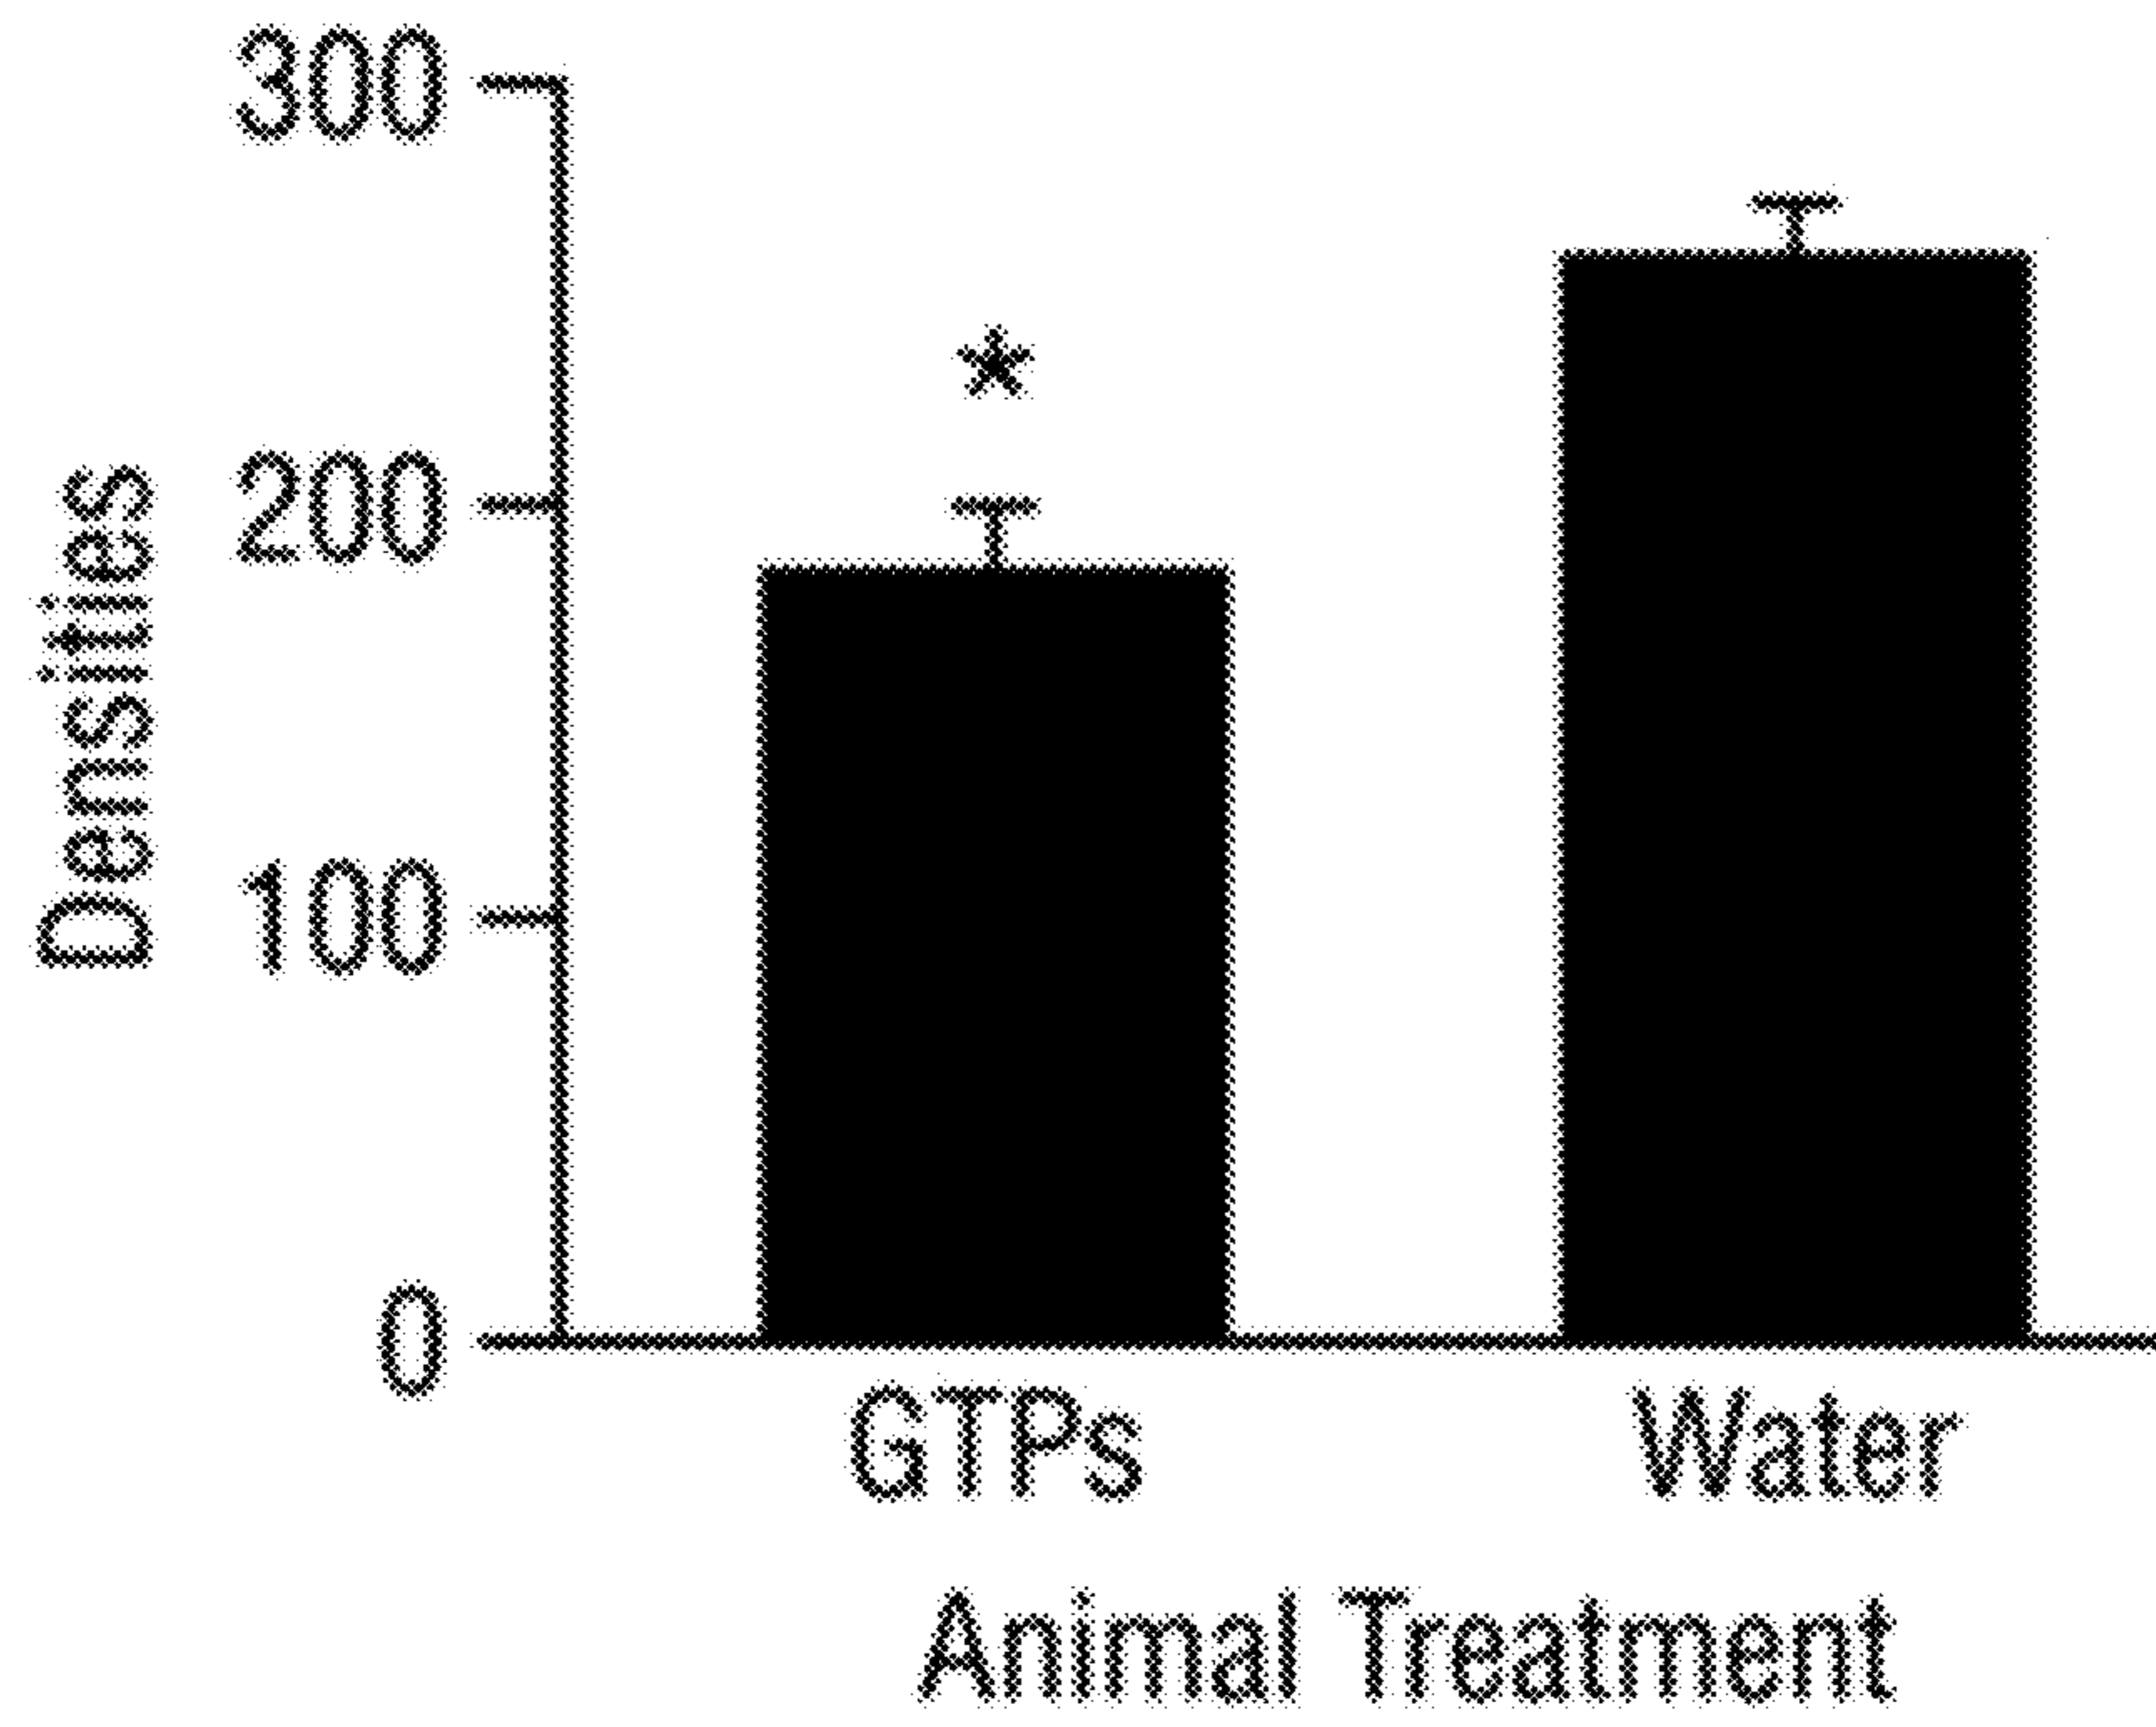 300
*
200
Densities
100
0
GTPs Water
Animal Treatment